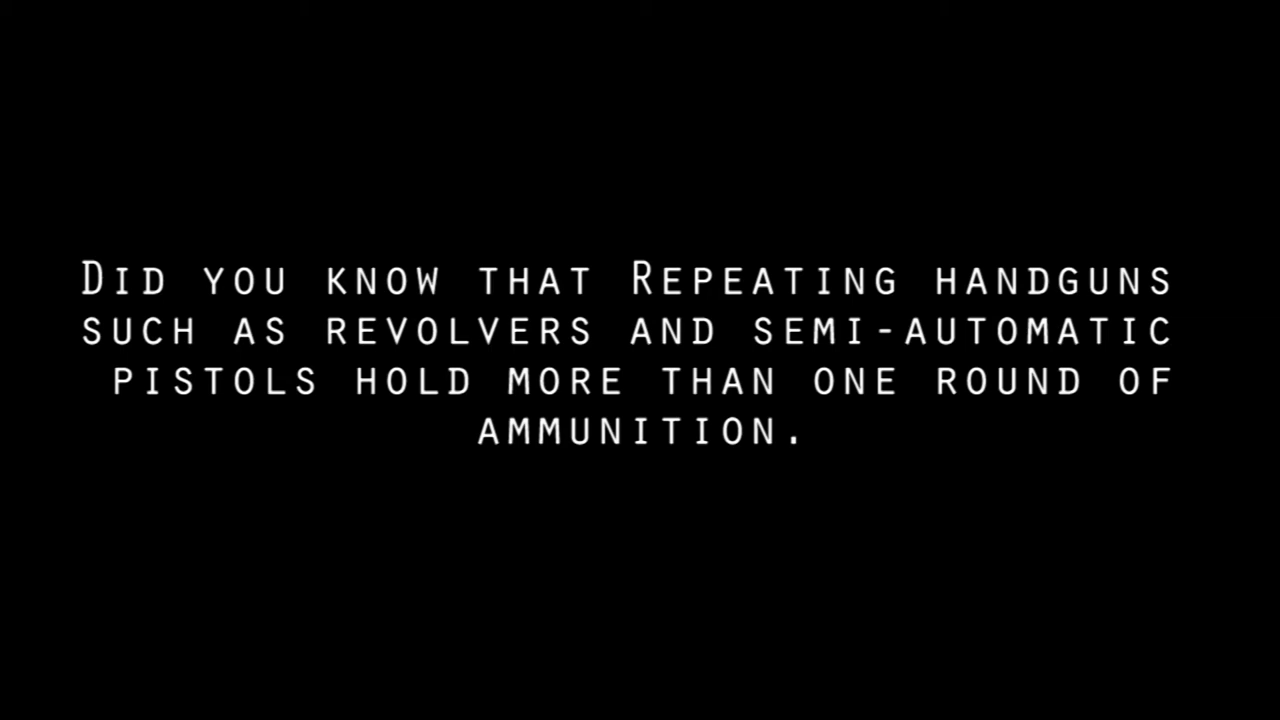 Did you know that Repeating handguns
such as revolvers and semi-automatic
pistols hold more than one round of
ammunition.